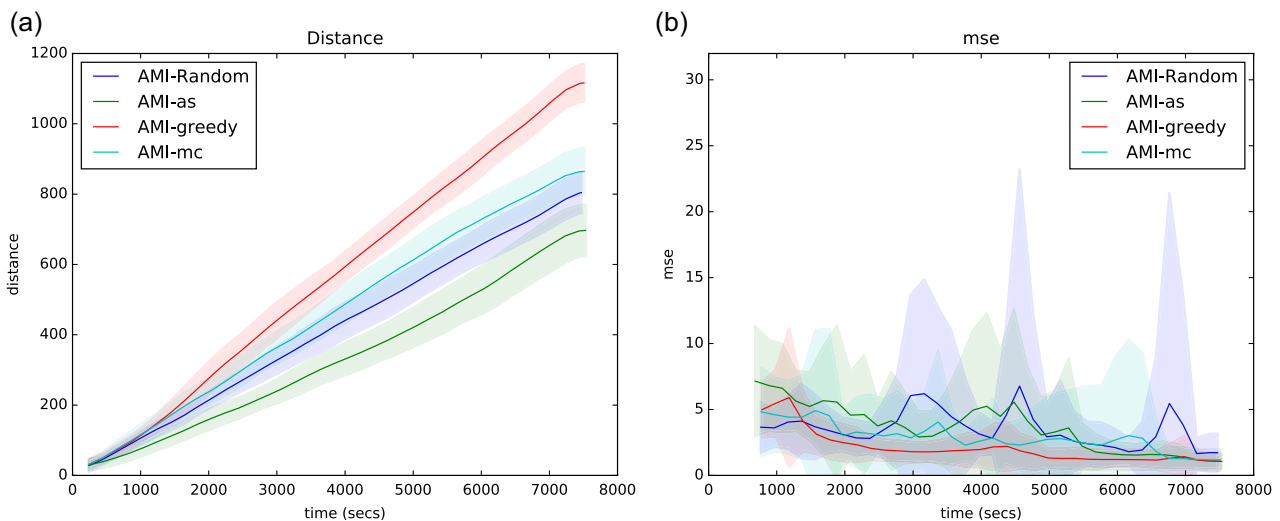 (a)
Distance
1200
1000
800
600
400
200
0
distance
AMI-Random
AMI-as
AMI-greedy
AMI-mc
0 1000 2000 3000 4000 5000 6000 7000 8000
time (secs)
(b)
mse
30
25
20
15
10
5
0
mse
AMI-Random
AMI-as
AMI-greedy
AMI-mc
0 1000 2000 3000 4000 5000 6000 7000 8000
time (secs)